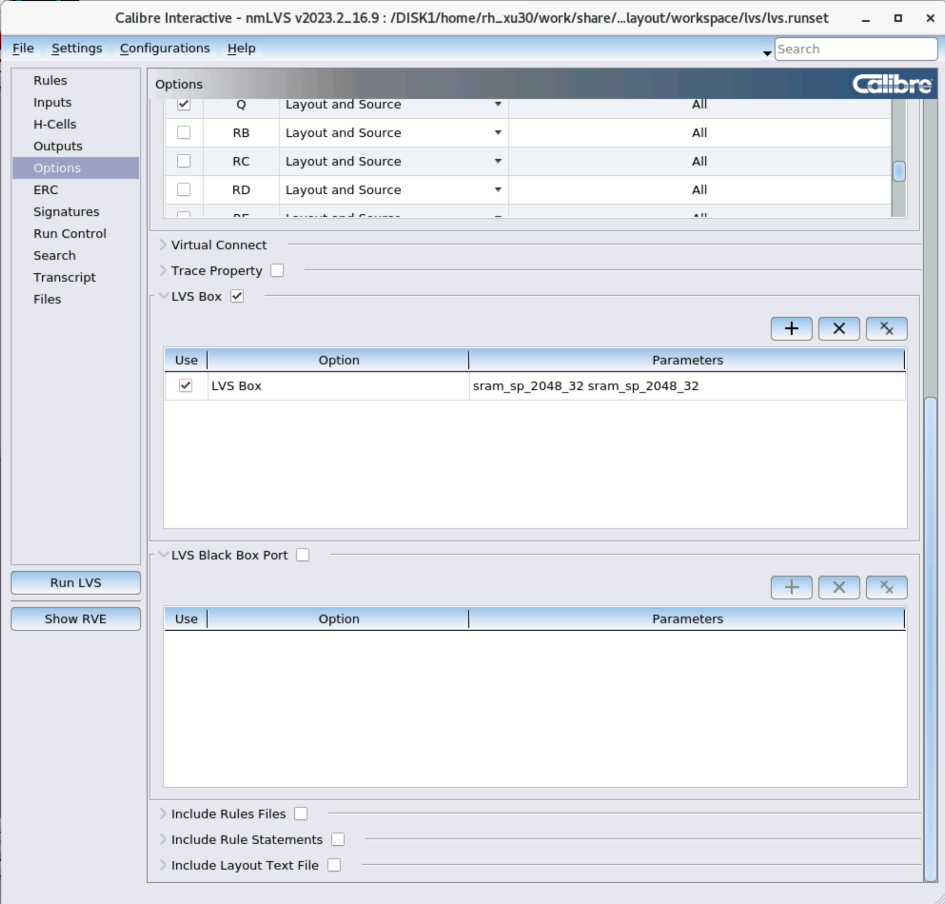 Calibre Interactive - nmLVS v2023.2_16.9 : /DISK1/home/rh_xu30/work/share/...layout/workspace/lvs/lvs.runset
File Settings Configurations Help Search
Rules
Inputs
H-Cells
Outputs
Options
ERC
Signatures
Run Control
Search
Transcript
Files
Run LVS
Show RVE
Options Calibre
Q Layout and Source All
RB Layout and Source All
RC Layout and Source All
RD Layout and Source All
Layout and Source All
Virtual Connect
Trace Property
LVS Box
Use Option Parameters
LVS Box sram_sp_2048_32 sram_sp_2048_32
LVS Black Box Port
Use Option Parameters
Include Rules Files
Include Rule Statements
Include Layout Text File